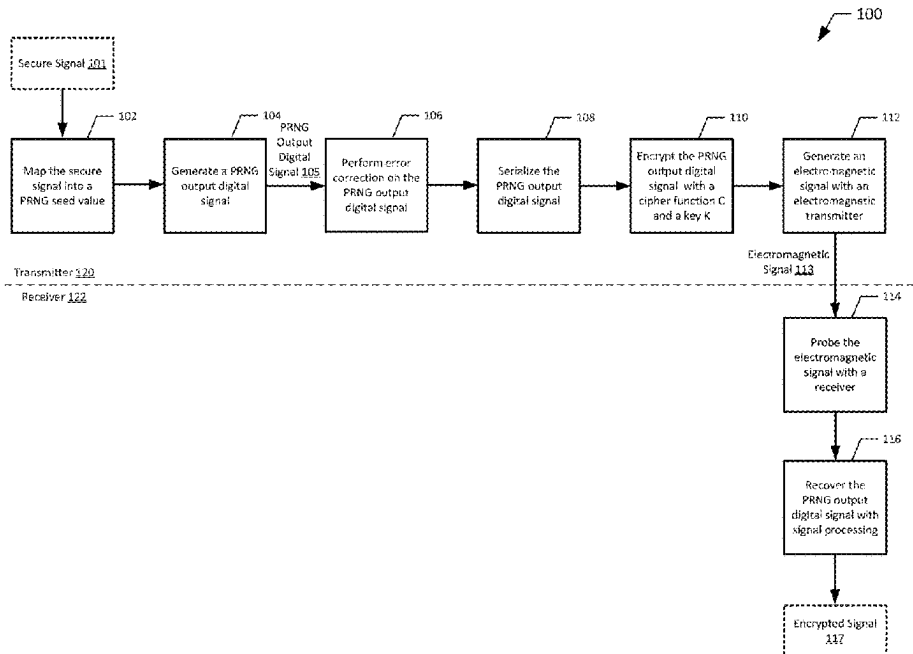 100
Secure Signal 101
102
Map the secure
signal into a
PRNG seed value
104
Generate a PRNG
output digital
signal
PRNG
Output
Digital
Signal 105
106
Perform error
correction on the
PRNG output
digital signal
108
Serialize the
PRNG output
digital signal
110
Encrypt the PRNG
output digital
signal with a
cipher function C
and a key K
112
Generate an
electromagnetic
signal with an
electromagnetic
transmitter
Transmitter 120
Electromagnetic
Signal 113
Receiver 122
114
Probe the
electromagnetic
signal with a
receiver
116
Recover the
PRNG output
digital signal with
signal processing
Encrypted Signal
117